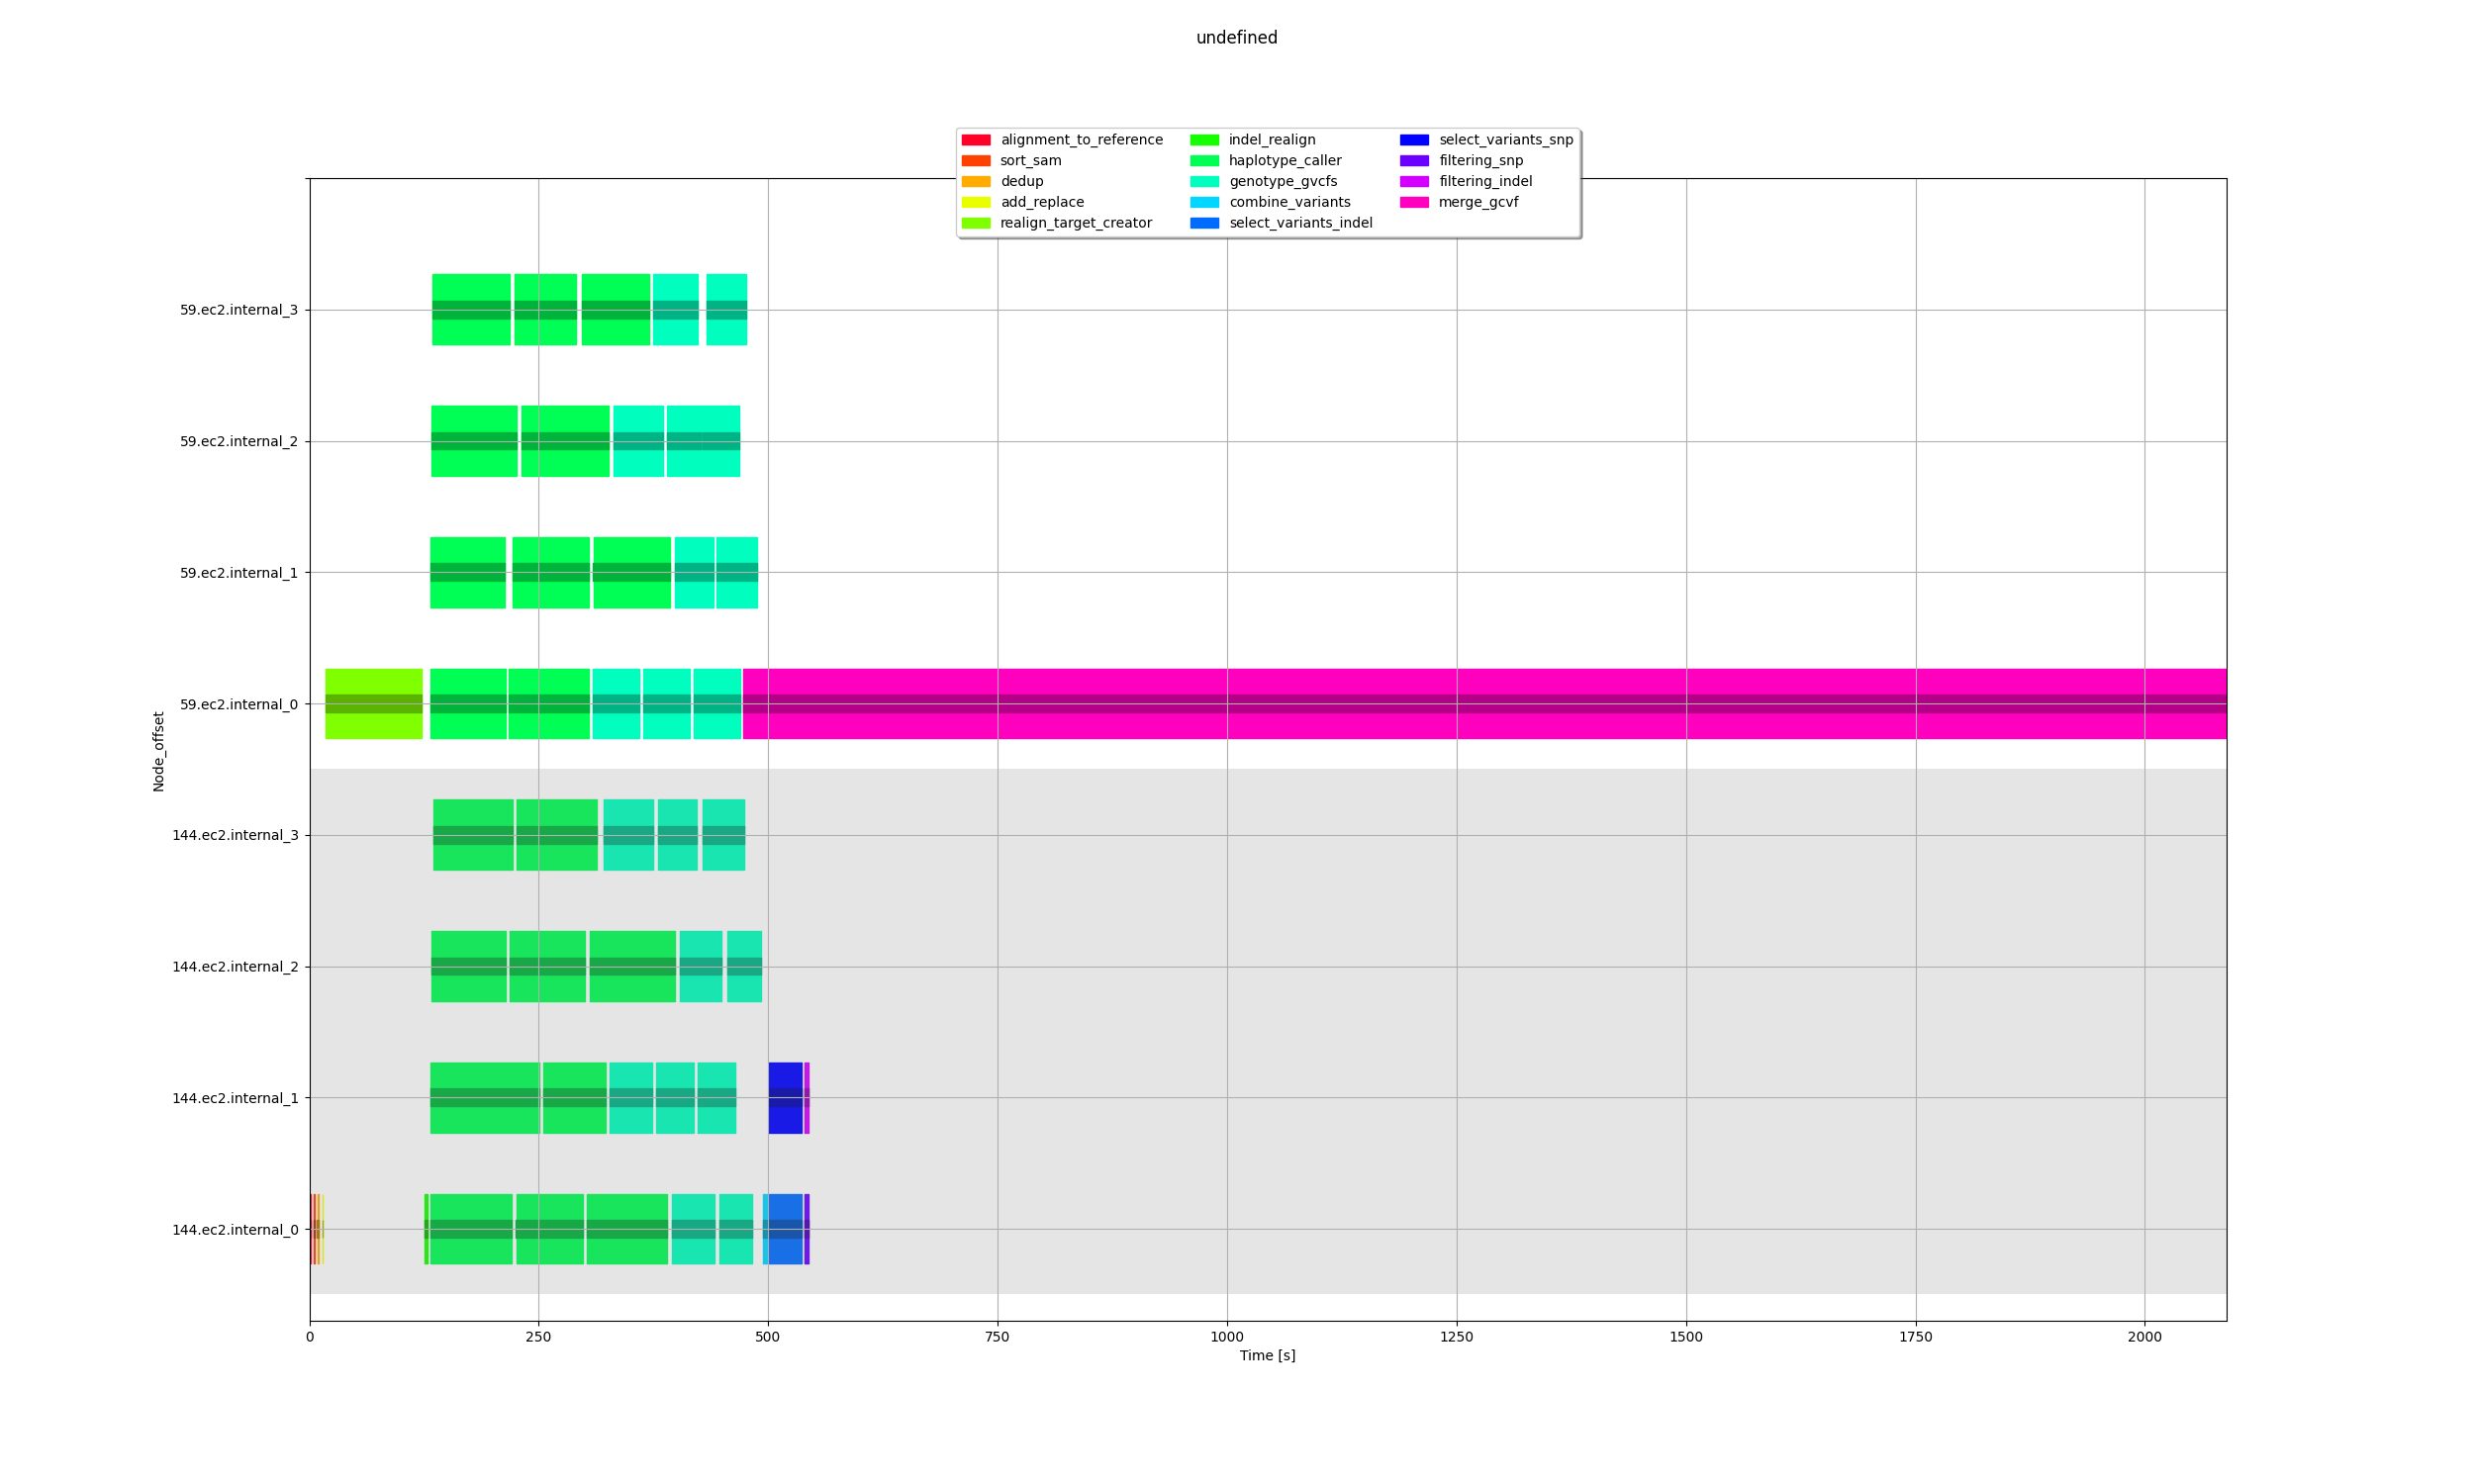 undefined
alignment_to_reference
sort_sam
dedup
add_replace
realign_target_creator
indel_realign
haplotype_caller
genotype_gvcfs
combine_variants
select_variants_indel
select_variants_snp
filtering_snp
filtering_indel
merge_gcvf
59.ec2.internal_3
59.ec2.internal_2
59.ec2.internal_1
59.ec2.internal_0
144.ec2.internal_3
144.ec2.internal_2
144.ec2.internal_1
144.ec2.internal_0
Node_offset
0 250 500 750 1000 1250 1500 1750 2000
Time [s]